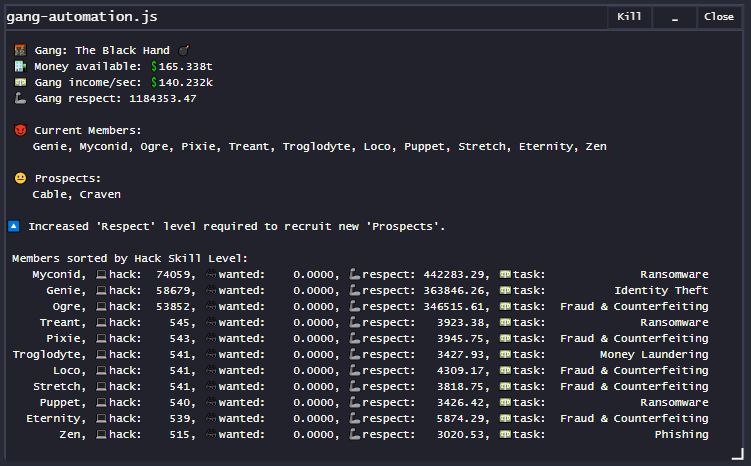 gang-automation.js Kill _ Close
Gang: The Black Hand 💣
Money available: 💲165.338t
Gang income/sec: 💲140.232k
Gang respect: 1184353.47
Current Members:
Genie, Myconid, Ogre, Pixie, Treant, Troglodyte, Loco, Puppet, Stretch, Eternity, Zen
Prospects:
Cable, Craven
Increased 'Respect' level required to recruit new 'Prospects'.
Members sorted by Hack Skill Level:
Myconid, 💻hack: 74059, 🕶wanted: 0.0000, 🦾respect: 442283.29, 💵task: Ransomware
Genie, 💻hack: 58679, 🕶wanted: 0.0000, 🦾respect: 363846.26, 💵task: Identity Theft
Ogre, 💻hack: 53852, 🕶wanted: 0.0000, 🦾respect: 346515.61, 💵task: Fraud & Counterfeiting
Treant, 💻hack: 545, 🕶wanted: 0.0000, 🦾respect: 3923.38, 💵task: Ransomware
Pixie, 💻hack: 543, 🕶wanted: 0.0000, 🦾respect: 3945.75, 💵task: Fraud & Counterfeiting
Troglodyte, 💻hack: 541, 🕶wanted: 0.0000, 🦾respect: 3427.93, 💵task: Money Laundering
Loco, 💻hack: 541, 🕶wanted: 0.0000, 🦾respect: 4309.17, 💵task: Fraud & Counterfeiting
Stretch, 💻hack: 541, 🕶wanted: 0.0000, 🦾respect: 3818.75, 💵task: Fraud & Counterfeiting
Puppet, 💻hack: 540, 🕶wanted: 0.0000, 🦾respect: 3426.42, 💵task: Ransomware
Eternity, 💻hack: 539, 🕶wanted: 0.0000, 🦾respect: 5874.29, 💵task: Fraud & Counterfeiting
Zen, 💻hack: 515, 🕶wanted: 0.0000, 🦾respect: 3020.53, 💵task: Phishing